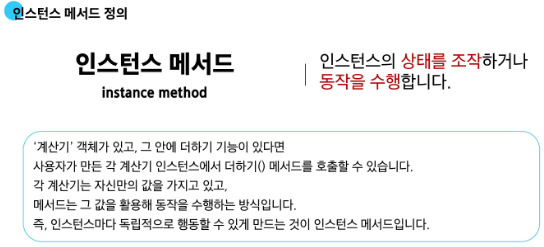 인스턴스 메서드 정의
인스턴스 메서드
instance method
인스턴스의 상태를 조작하거나
동작을 수행합니다.
'계산기' 객체가 있고, 그 안에 더하기 기능이 있다면
사용자가 만든 각 계산기 인스턴스에서 더하기() 메서드를 호출할 수 있습니다.
각 계산기는 자신만의 값을 가지고 있고,
메서드는 그 값을 활용해 동작을 수행하는 방식입니다.
즉, 인스턴스마다 독립적으로 행동할 수 있게 만드는 것이 인스턴스 메서드입니다.